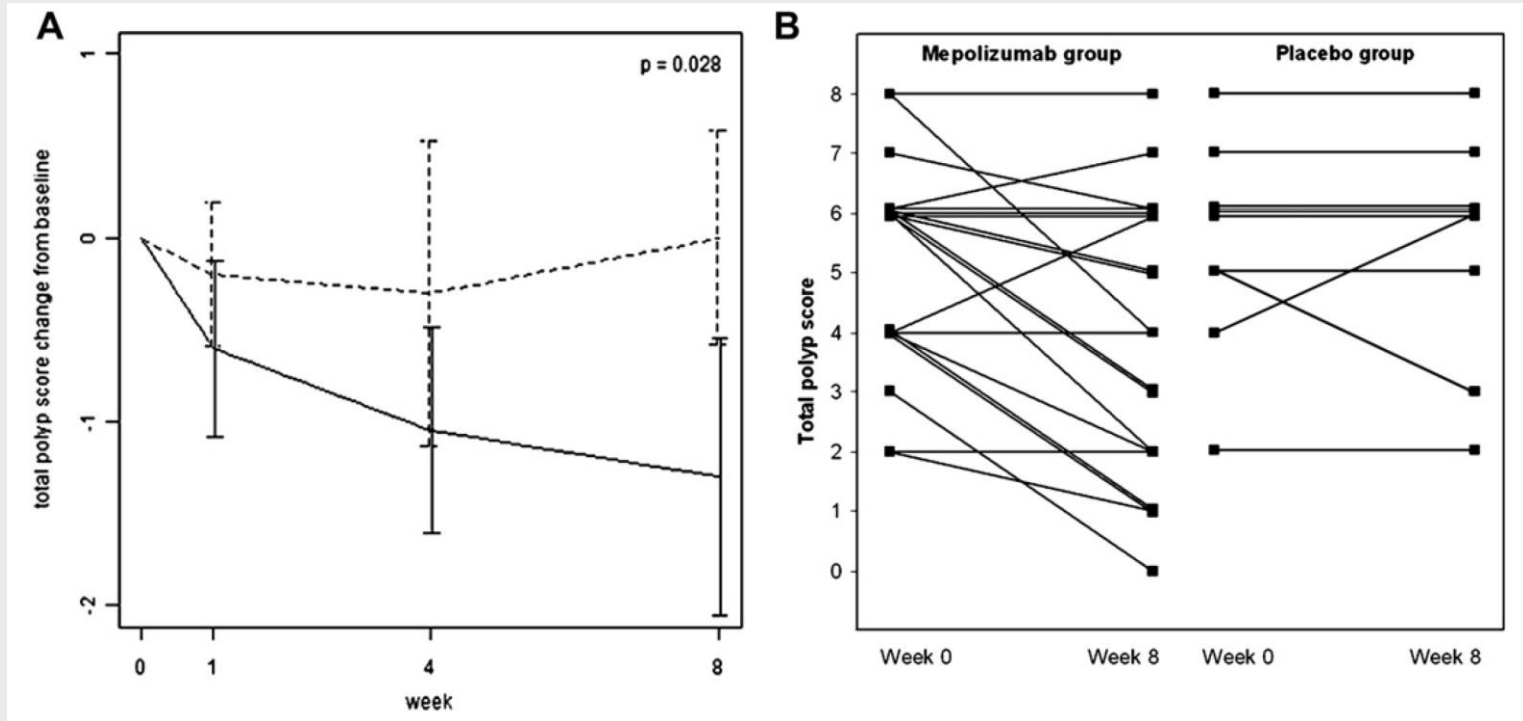 A
p = 0.028
total polyp score change from baseline
1
0
-1
-2
0 1 4 8
week
B
Mepolizumab group Placebo group
Total polyp score
8
7
6
5
4
3
2
1
0
Week 0 Week 8 Week 0 Week 8